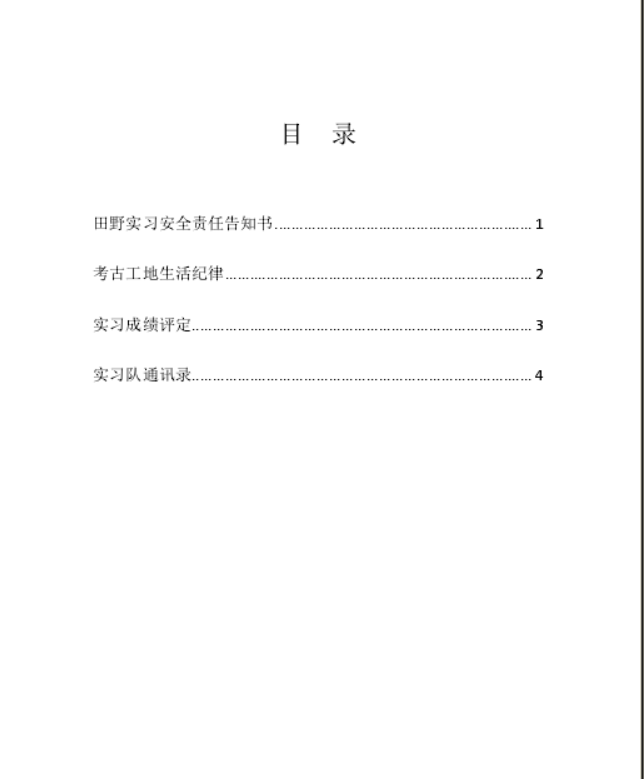 目 录
田野实习安全责任告知书........................................................... 1
考古工地生活纪律....................................................................... 2
实习成绩评定............................................................................... 3
实习队通讯录............................................................................... 4